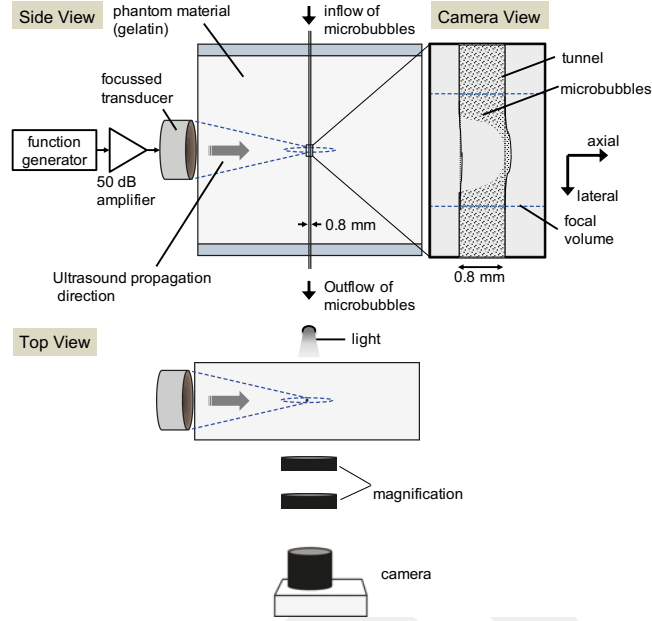 Side View
phantom material
(gelatin)
inflow of
microbubbles
Camera View
focussed
transducer
tunnel
microbubbles
function
generator
50 dB
amplifier
axial
lateral
0.8 mm
focal
volume
Ultrasound propagation
direction
0.8 mm
Outflow of
microbubbles
Top View
light
magnification
camera